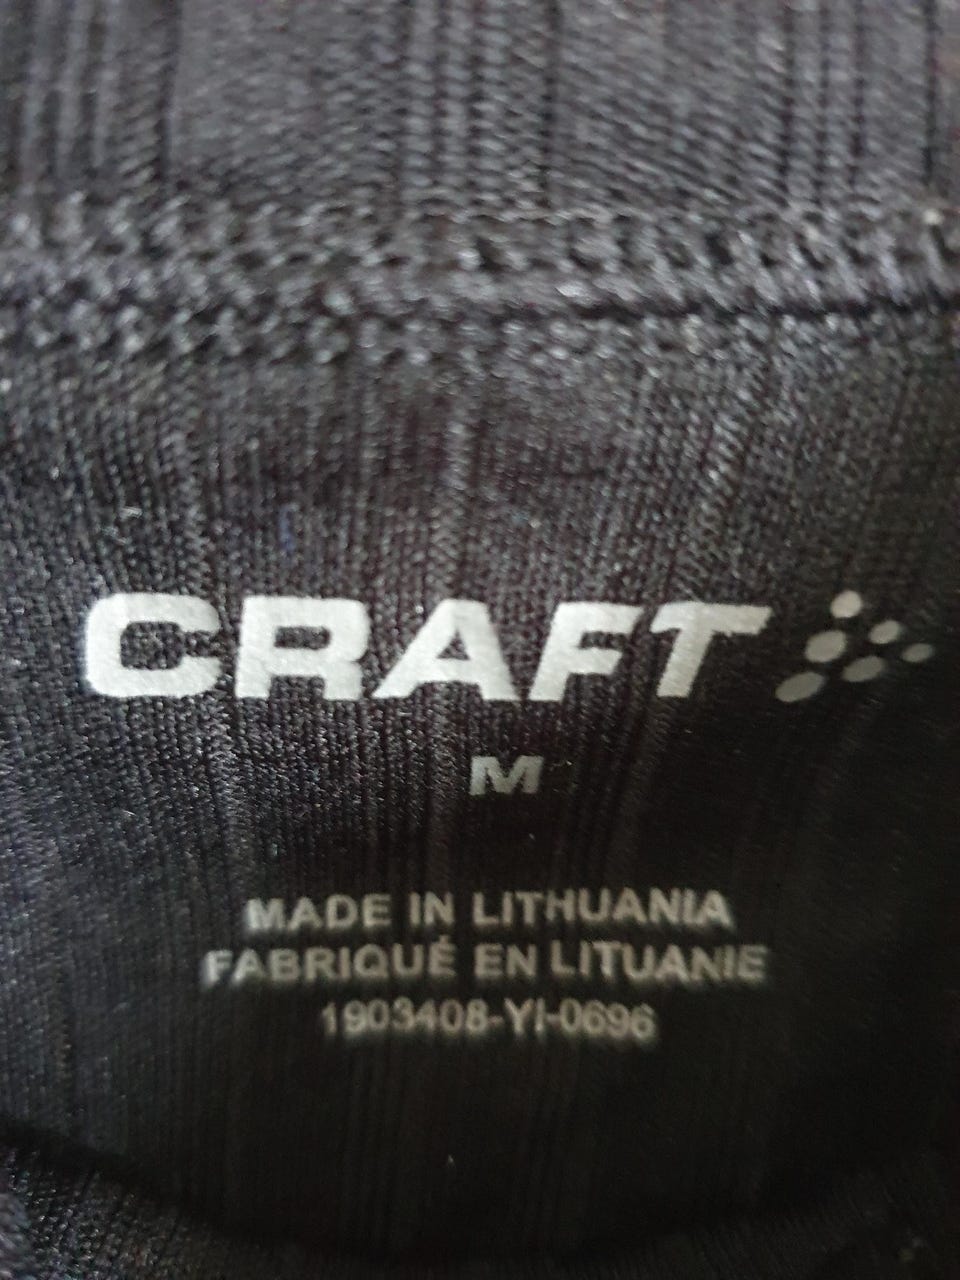 CRAFT
M
MADE IN LITHUANIA
FABRIQUÉ EN LITUANIE
1903408-YI-0696